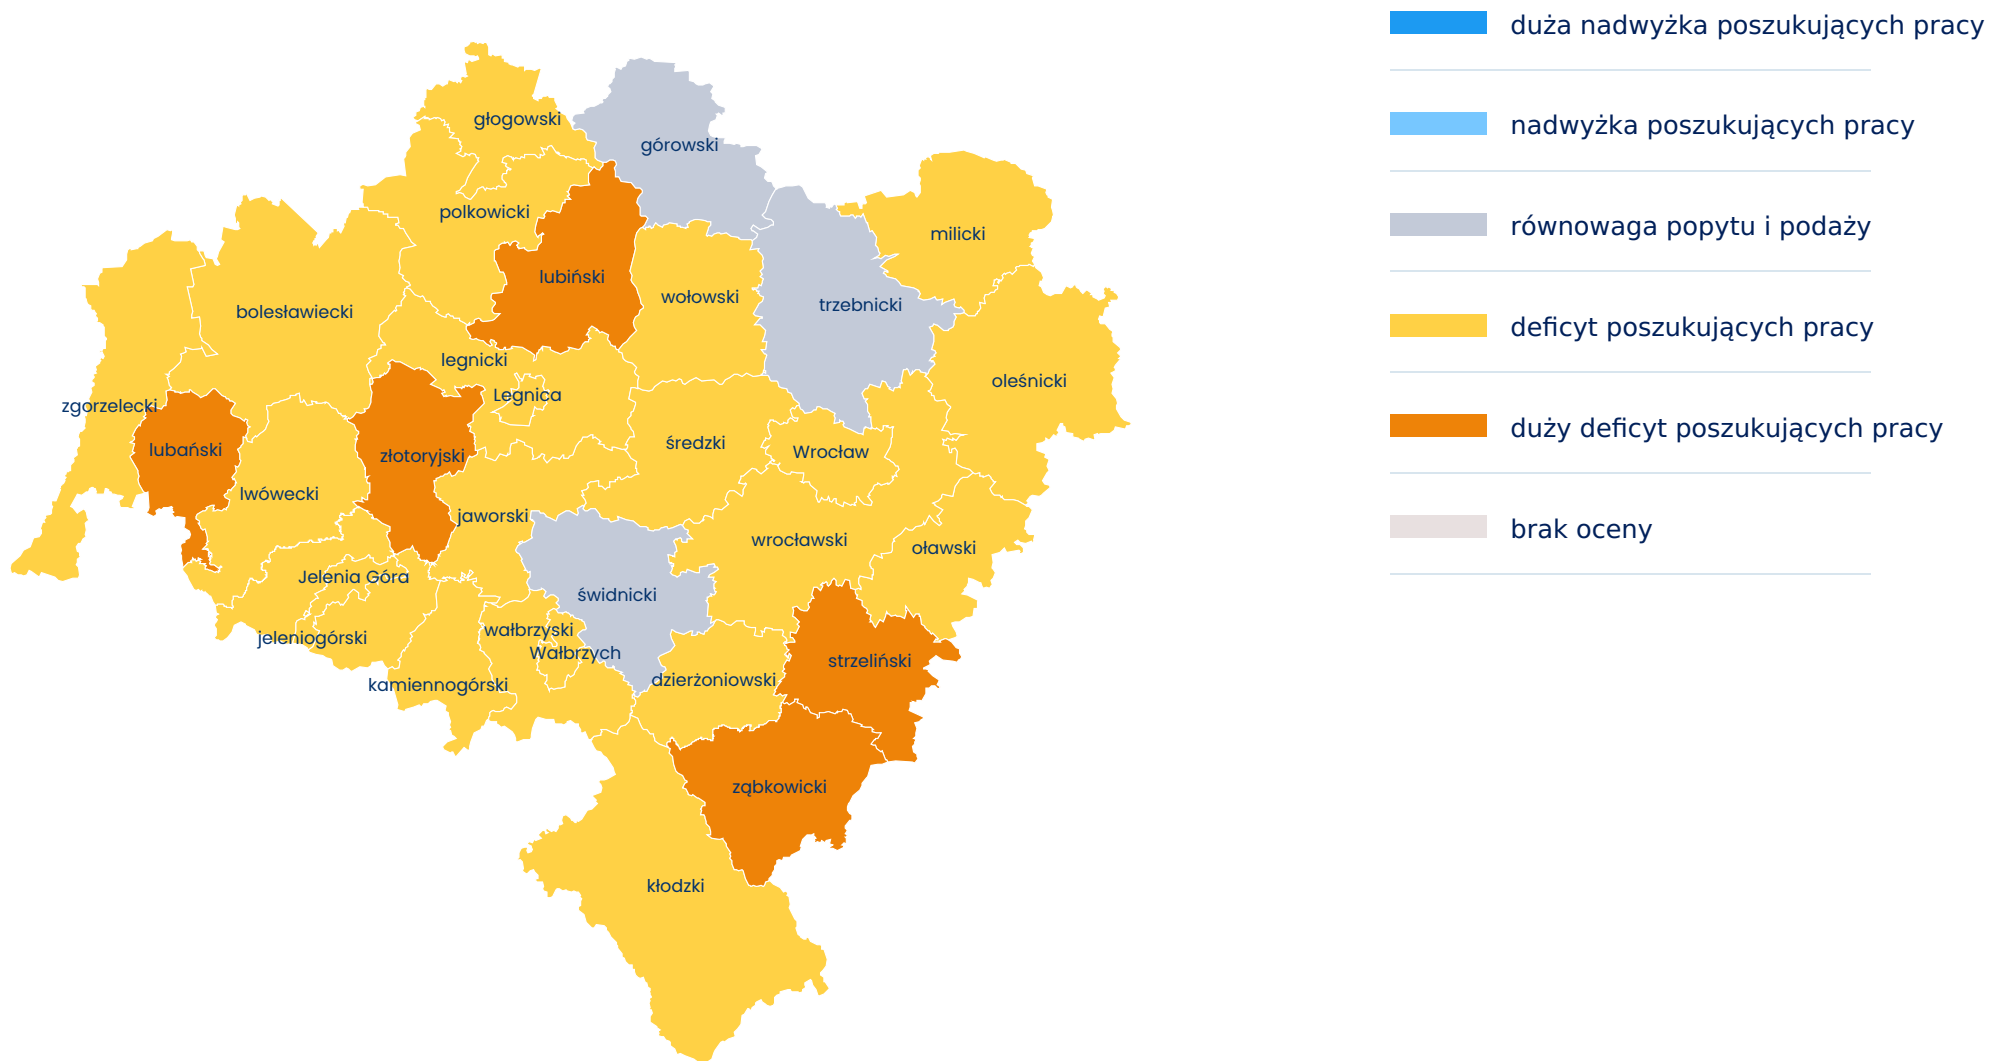 głogowski
górowski
polkowicki
milicki
lubiński
wołowski
trzebnicki
bolesławiecki
legnicki
oleśnicki
Legnica
zgorzelecki
lubański
złotoryjski
średzki
Wrocław
lwówecki
jaworski
wrocławski
oławski
Jelenia Góra
świdnicki
jeleniogórski
wałbrzyski
Wałbrzych
strzeliński
kamiennogórski
dzierżoniowski
ząbkowicki
kłodzki
duża nadwyżka poszukujących pracy
nadwyżka poszukujących pracy
równowaga popytu i podaży
deficyt poszukujących pracy
duży deficyt poszukujących pracy
brak oceny